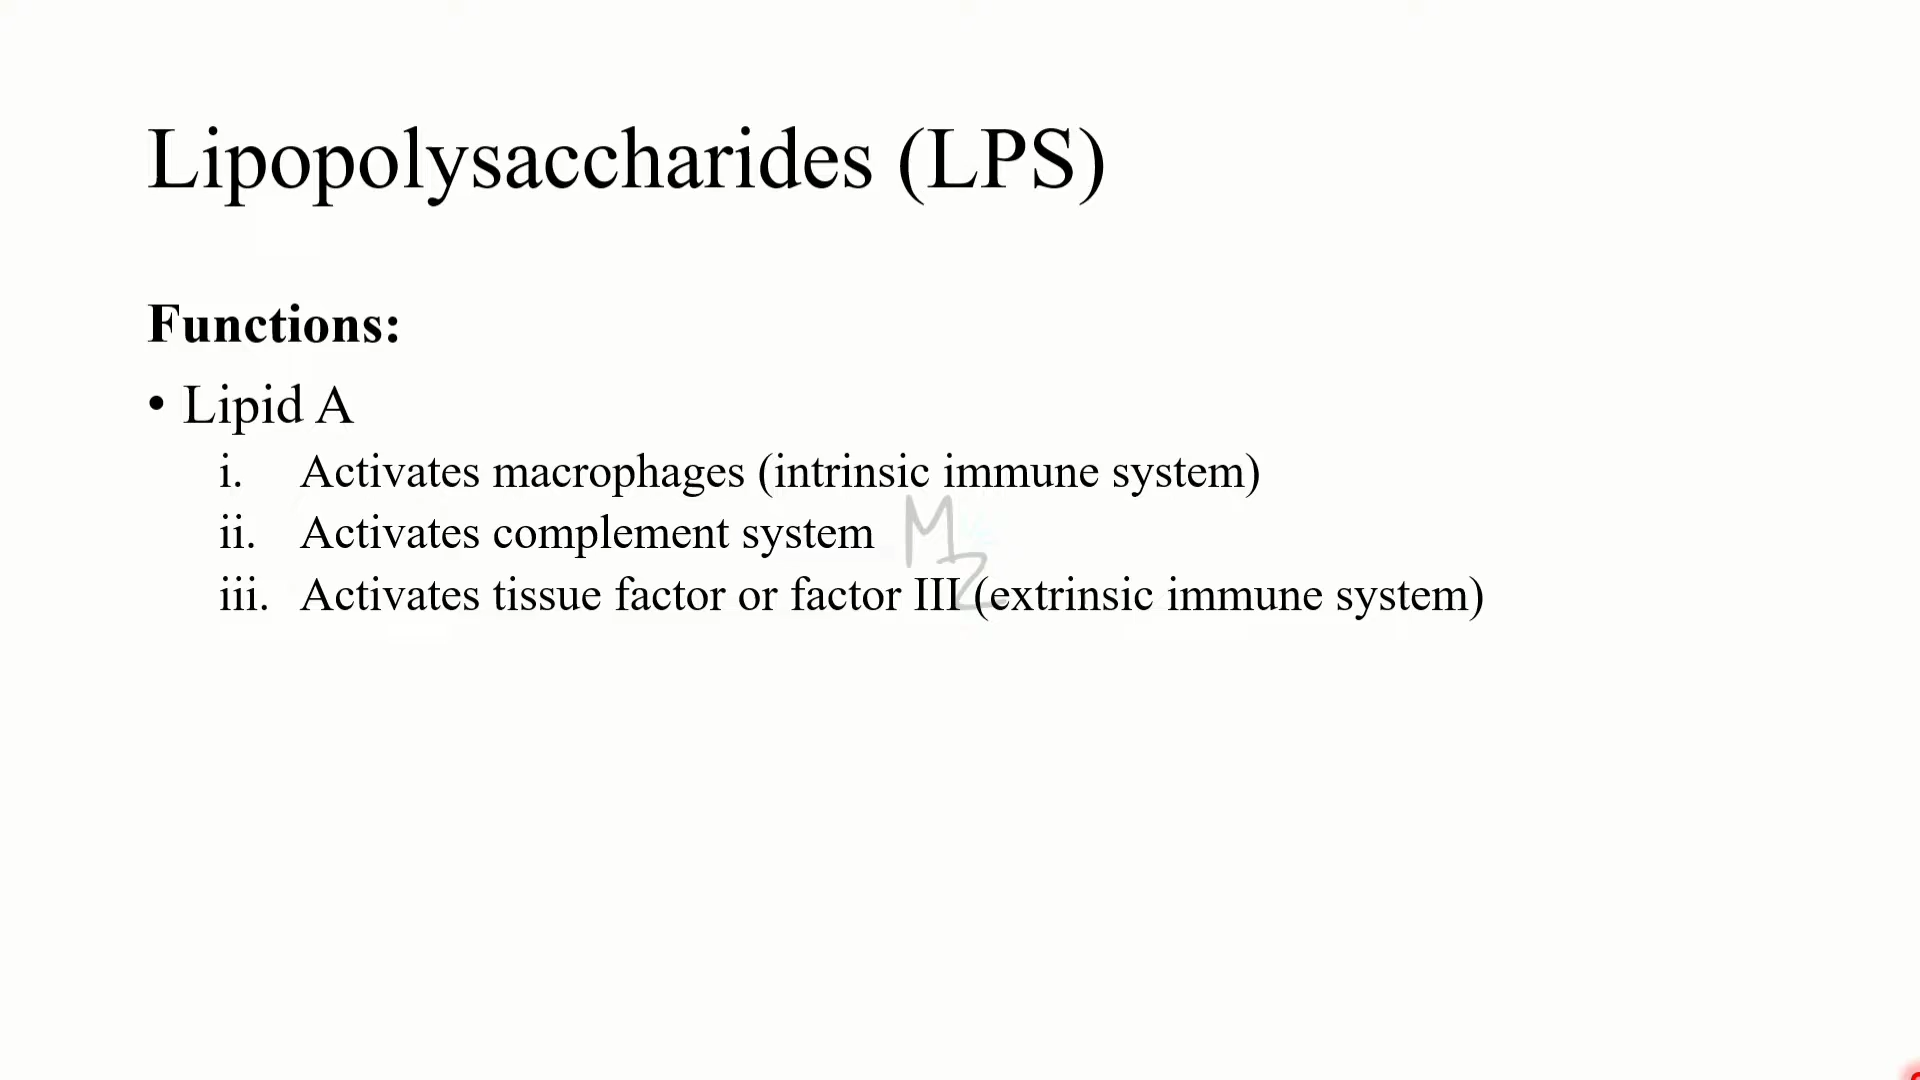 Lipopolysaccharides (LPS)
Functions:
• Lipid A
i. Activates macrophages (intrinsic immune system)
ii. Activates complement system
iii. Activates tissue factor or factor III (extrinsic immune system)
MZ